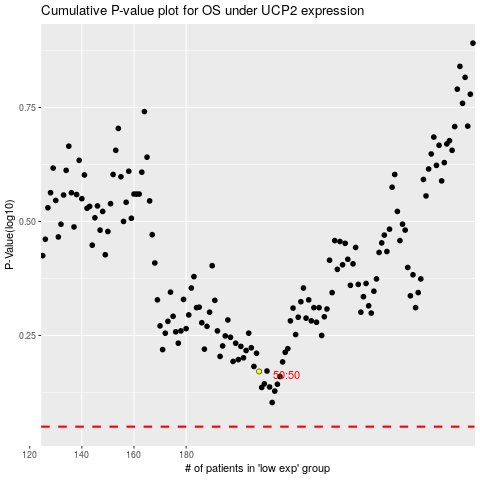 Cumulative P-value plot for OS under UCP2 expression
P-Value(log10)
0.75
0.50
0.25
50:50
120 140 160 180
# of patients in 'low exp' group